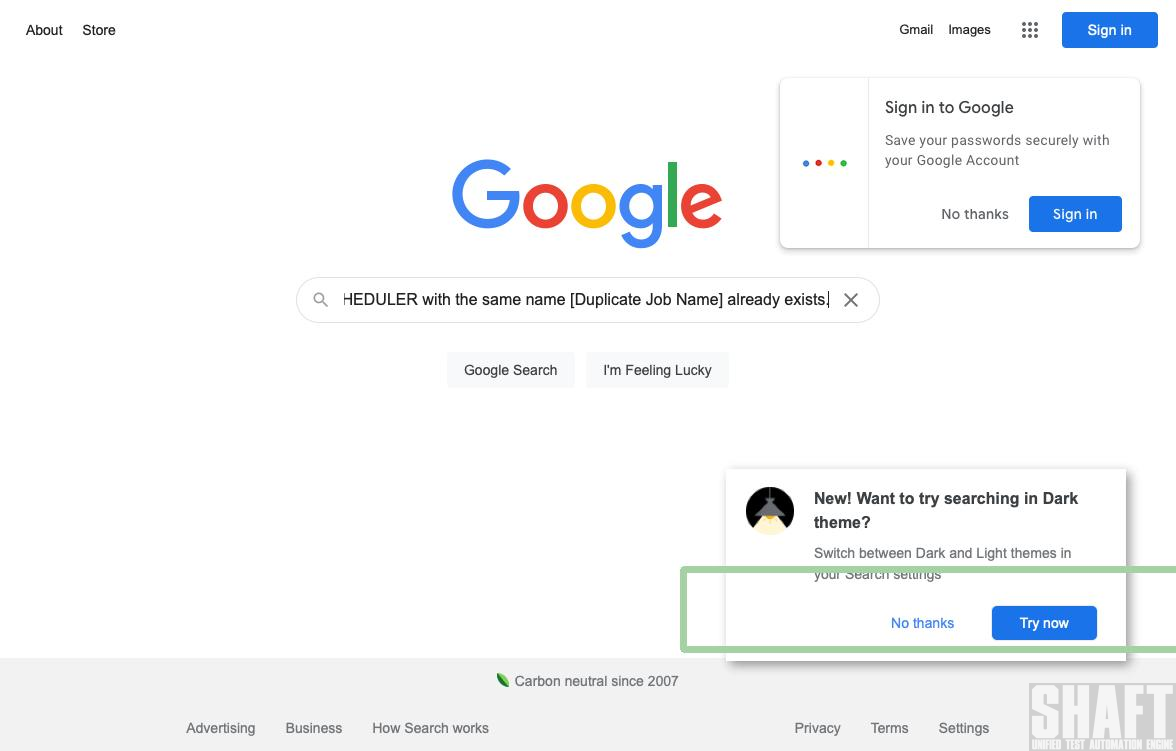 About Store
Gmail Images
Sign in
Sign in to Google
Save your passwords securely with
your Google Account
No thanks
Sign in
Google
HEDULER with the same name [Duplicate Job Name] already exists.
Google Search
I'm Feeling Lucky
New! Want to try searching in Dark
theme?
Switch between Dark and Light themes in
your Search settings
No thanks
Try now
Carbon neutral since 2007
Advertising Business How Search works
Privacy Terms Settings
SHAFT
UNIFIED TEST AUTOMATION ENGINE